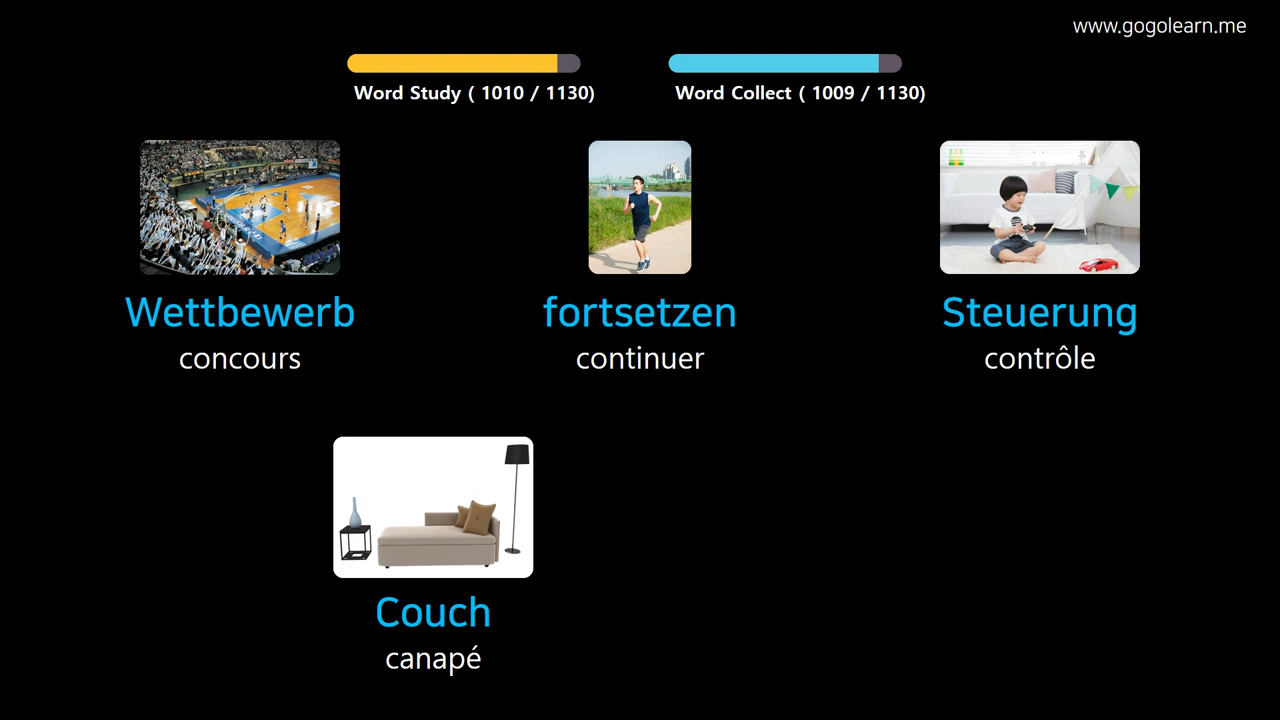 www.gogolearn.me
Word Study ( 1010 / 1130)
Word Collect ( 1009 / 1130)
Wettbewerb
concours
fortsetzen
continuer
Steuerung
contrôle
Couch
canapé